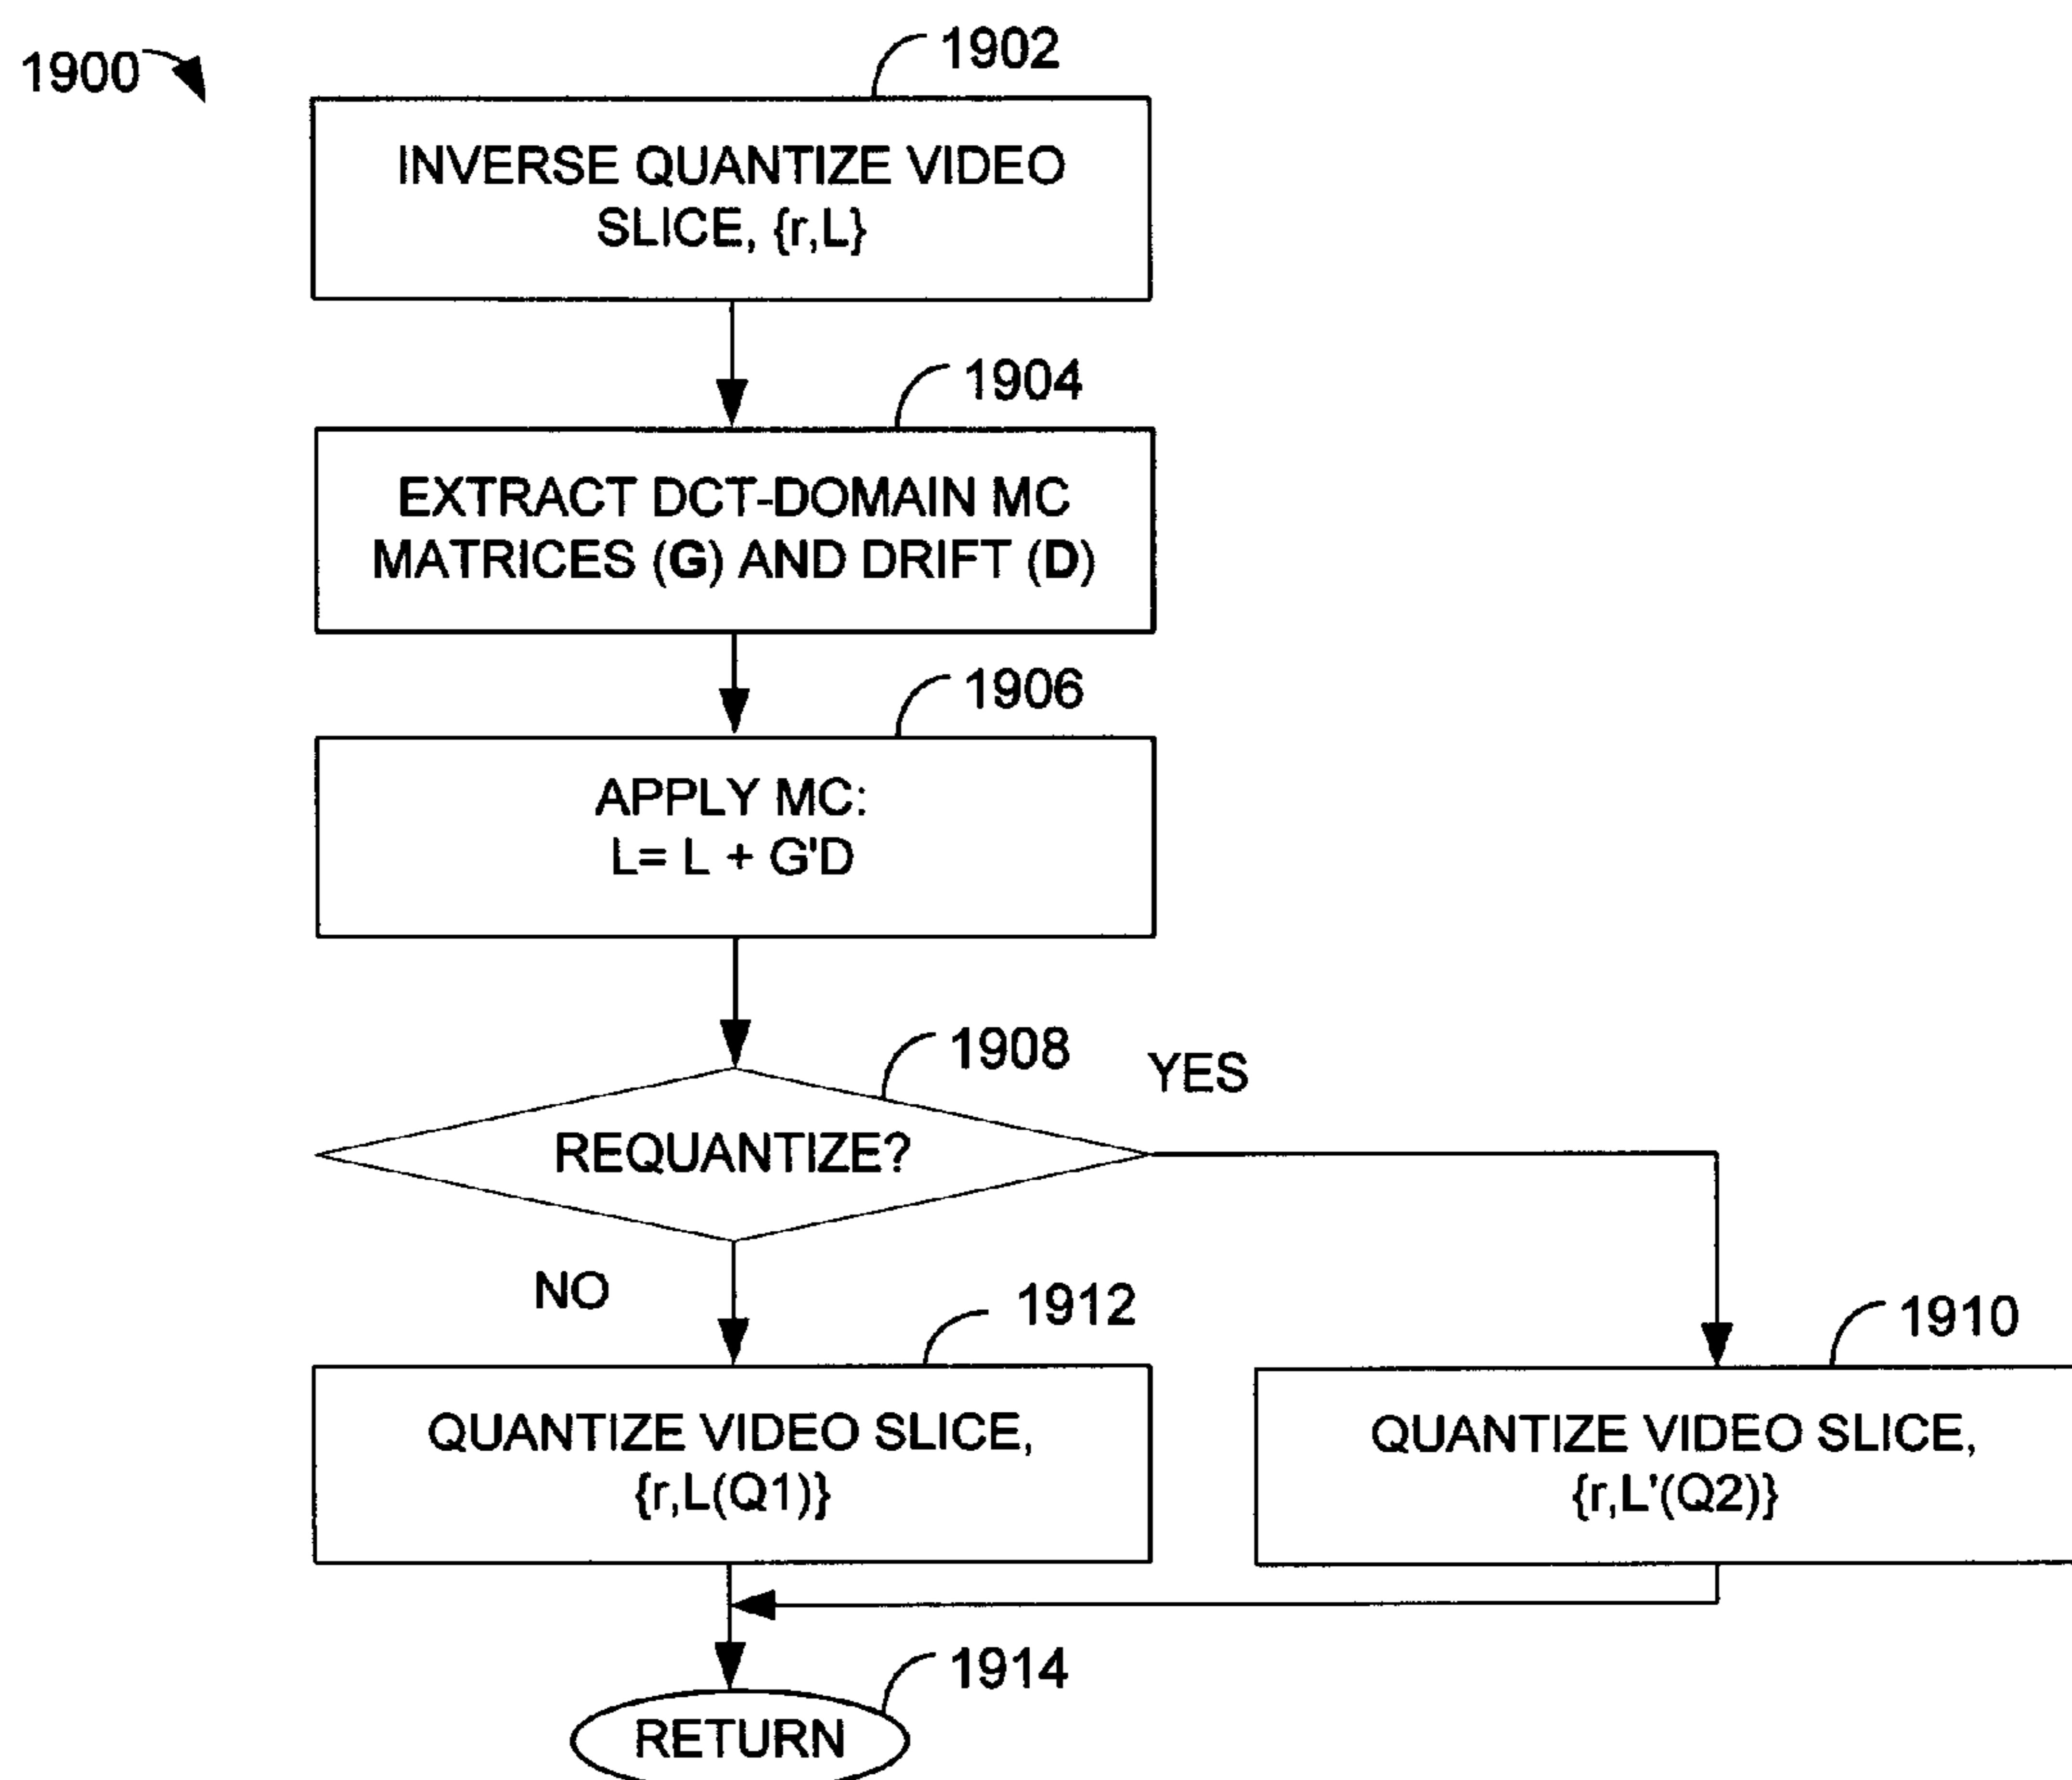 1900
1902
INVERSE QUANTIZE VIDEO
SLICE, {r,L}
1904
EXTRACT DCT-DOMAIN MC
MATRICES (G) AND DRIFT (D)
1906
APPLY MC:
L= L + G'D
1908
YES
REQUANTIZE?
NO
1912
QUANTIZE VIDEO SLICE,
{r,L(Q1)}
1910
QUANTIZE VIDEO SLICE,
{r,L'(Q2)}
1914
RETURN